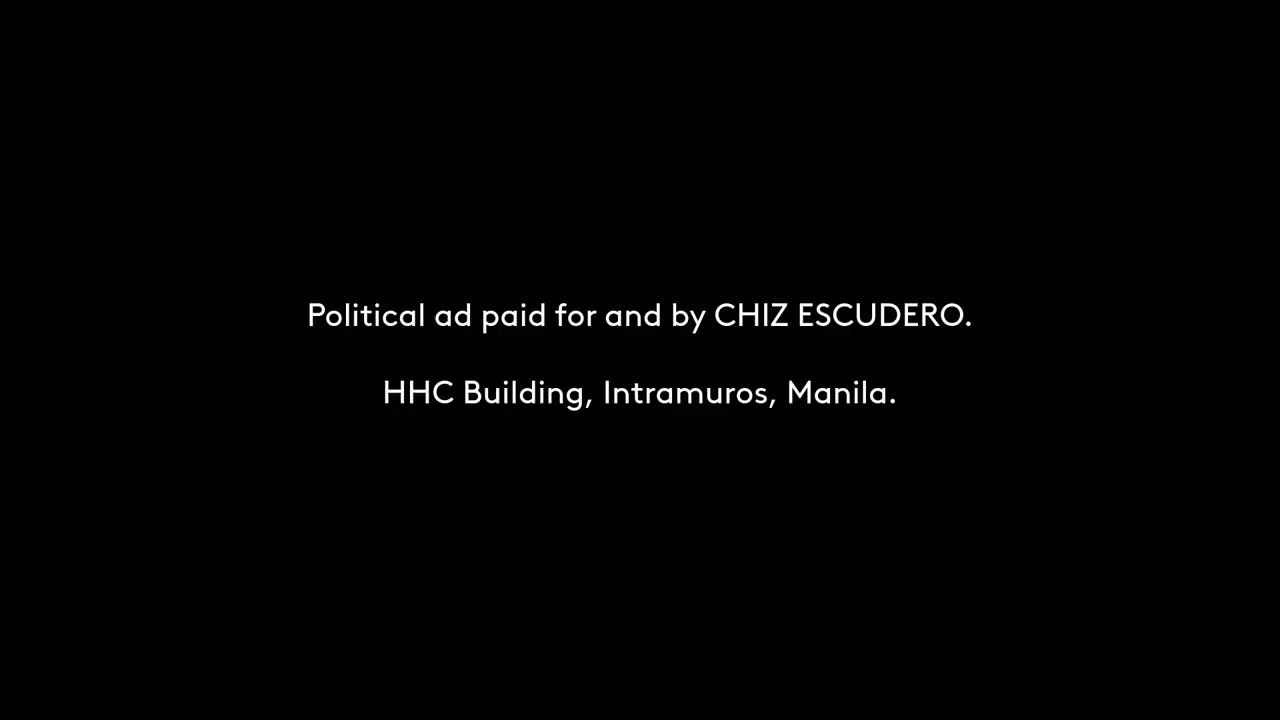 Political ad paid for and by CHIZ ESCUDERO.
HHC Building, Intramuros, Manila.